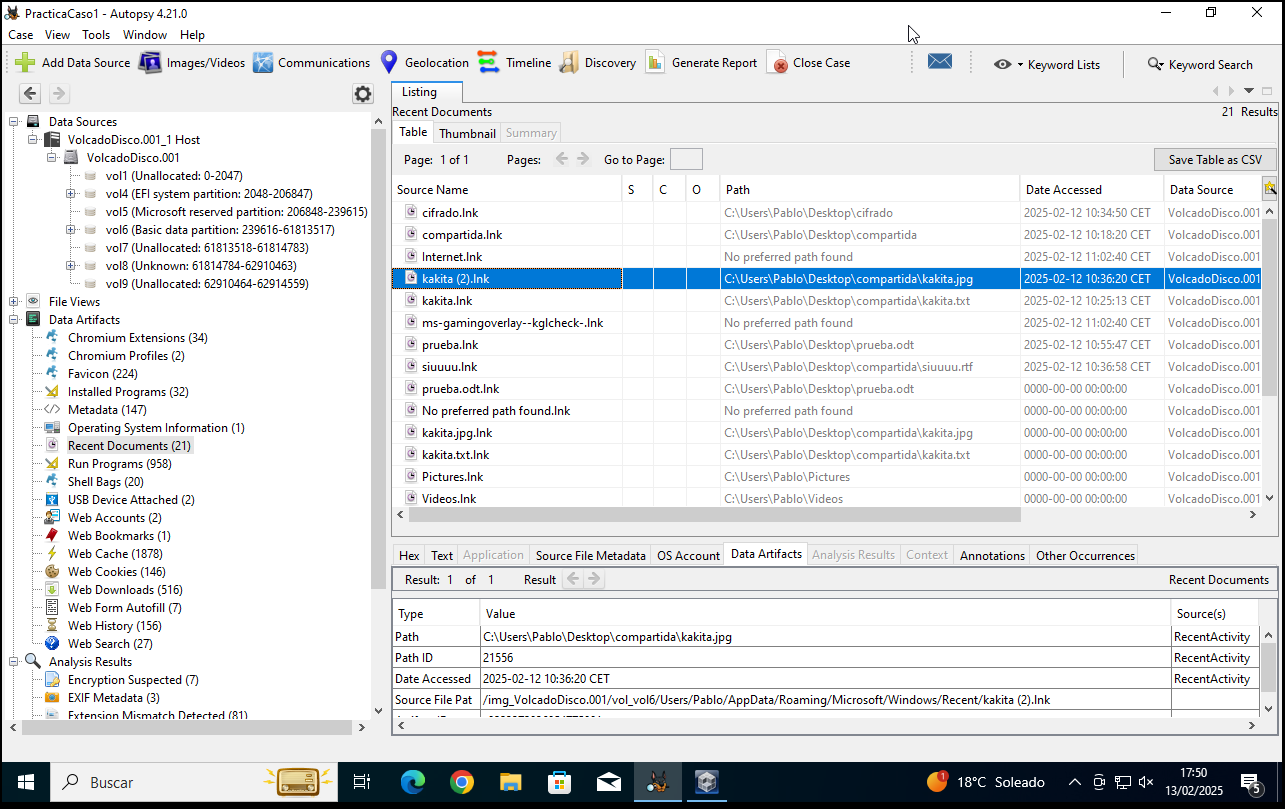 PracticaCaso1 - Autopsy 4.21.0
Case View Tools Window Help
Add Data Source Images/Videos Communications Geolocation Timeline Discovery Generate Report Close Case Keyword Lists Keyword Search
Data Sources
VolcadoDisco.001_1 Host
VolcadoDisco.001
vol1 (Unallocated: 0-2047)
vol4 (EFI system partition: 2048-206847)
vol5 (Microsoft reserved partition: 206848-239615)
vol6 (Basic data partition: 239616-61813517)
vol7 (Unallocated: 61813518-61814783)
vol8 (Unknown: 61814784-62910463)
vol9 (Unallocated: 62910464-62914559)
File Views
Data Artifacts
Chromium Extensions (34)
Chromium Profiles (2)
Favicon (224)
Installed Programs (32)
Metadata (147)
Operating System Information (1)
Recent Documents (21)
Run Programs (958)
Shell Bags (20)
USB Device Attached (2)
Web Accounts (2)
Web Bookmarks (1)
Web Cache (1878)
Web Cookies (146)
Web Downloads (516)
Web Form Autofill (7)
Web History (156)
Web Search (27)
Analysis Results
Encryption Suspected (7)
EXIF Metadata (3)
Extension Mismatch Detected (81)
Listing
Recent Documents 21 Results
Table Thumbnail Summary
Page: 1 of 1 Pages: Go to Page: Save Table as CSV
Source Name S C O Path Date Accessed Data Source
cifrado.lnk C:\Users\Pablo\Desktop\cifrado 2025-02-12 10:34:50 CET VolcadoDisco.001
compartida.lnk C:\Users\Pablo\Desktop\compartida 2025-02-12 10:18:20 CET VolcadoDisco.001
Internet.lnk No preferred path found 2025-02-12 11:02:40 CET VolcadoDisco.001
kakita (2).lnk C:\Users\Pablo\Desktop\compartida\kakita.jpg 2025-02-12 10:36:20 CET VolcadoDisco.001
kakita.lnk C:\Users\Pablo\Desktop\compartida\kakita.txt 2025-02-12 10:25:13 CET VolcadoDisco.001
ms-gamingoverlay--kglcheck-.lnk No preferred path found 2025-02-12 11:02:40 CET VolcadoDisco.001
prueba.lnk C:\Users\Pablo\Desktop\prueba.odt 2025-02-12 10:55:47 CET VolcadoDisco.001
siuuuu.lnk C:\Users\Pablo\Desktop\compartida\siuuuu.rtf 2025-02-12 10:36:58 CET VolcadoDisco.001
prueba.odt.lnk C:\Users\Pablo\Desktop\prueba.odt 0000-00-00 00:00:00 VolcadoDisco.001
No preferred path found.lnk No preferred path found 0000-00-00 00:00:00 VolcadoDisco.001
kakita.jpg.lnk C:\Users\Pablo\Desktop\compartida\kakita.jpg 0000-00-00 00:00:00 VolcadoDisco.001
kakita.txt.lnk C:\Users\Pablo\Desktop\compartida\kakita.txt 0000-00-00 00:00:00 VolcadoDisco.001
Pictures.lnk C:\Users\Pablo\Pictures 0000-00-00 00:00:00 VolcadoDisco.001
Videos.lnk C:\Users\Pablo\Videos 0000-00-00 00:00:00 VolcadoDisco.001
Hex Text Application Source File Metadata OS Account Data Artifacts Analysis Results Context Annotations Other Occurrences
Result: 1 of 1 Result Recent Documents
Type Value Source(s)
Path C:\Users\Pablo\Desktop\compartida\kakita.jpg RecentActivity
Path ID 21556 RecentActivity
Date Accessed 2025-02-12 10:36:20 CET RecentActivity
Source File Pat /img_VolcadoDisco.001/vol_vol6/Users/Pablo/AppData/Roaming/Microsoft/Windows/Recent/kakita (2).lnk
Buscar
1 18°C Soleado 17:50
13/02/2025
5